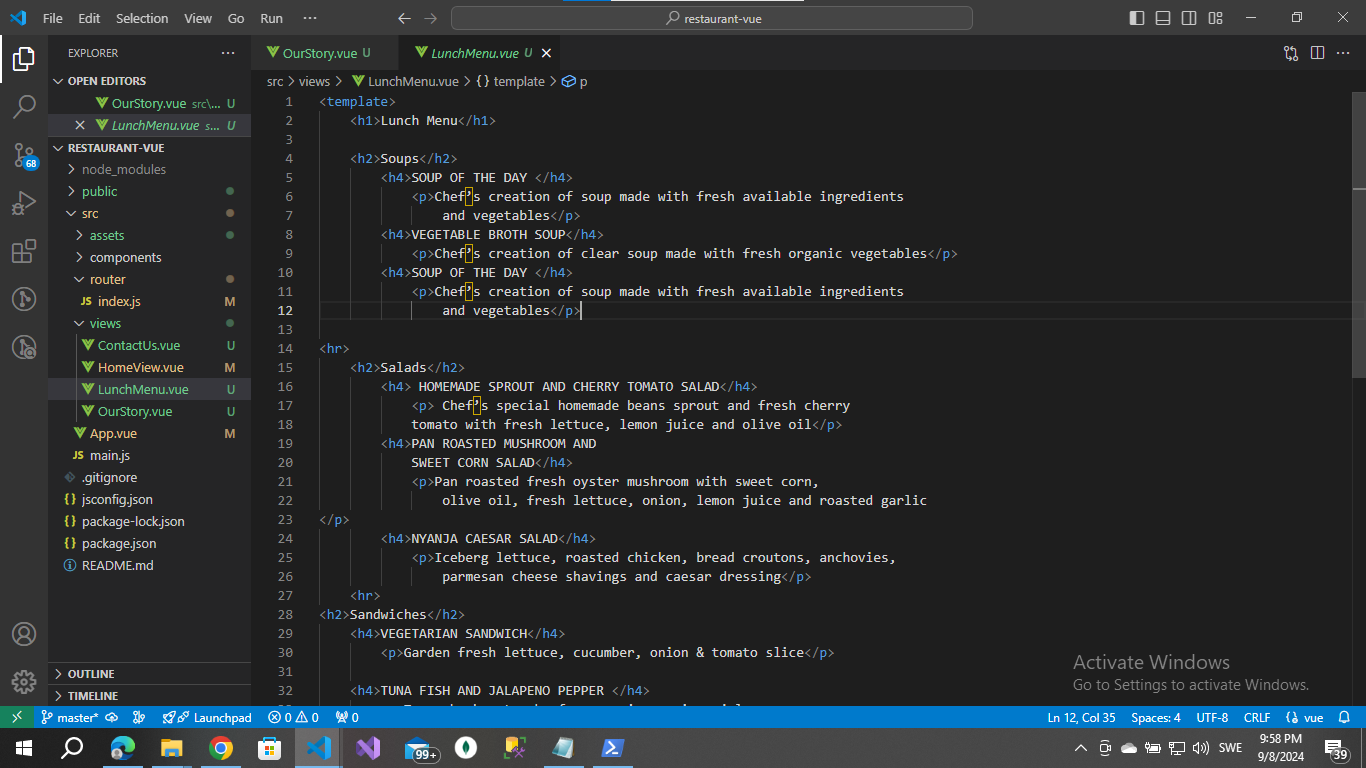 File Edit Selection View Go Run ··· restaurant-vue
EXPLORER ···
OPEN EDITORS
OurStory.vue src\... U
LunchMenu.vue s... U
RESTAURANT-VUE
node_modules
public
src
assets
components
router
JS index.js M
views
ContactUs.vue U
HomeView.vue M
LunchMenu.vue U
OurStory.vue U
App.vue M
JS main.js
.gitignore
{} jsconfig.json
{} package-lock.json
{} package.json
README.md
OUTLINE
TIMELINE
68
OurStory.vue U LunchMenu.vue U
src > views > LunchMenu.vue > {} template > p
1 <template>
2 <h1>Lunch Menu</h1>
3
4 <h2>Soups</h2>
5 <h4>SOUP OF THE DAY </h4>
6 <p>Chef’s creation of soup made with fresh available ingredients
7 and vegetables</p>
8 <h4>VEGETABLE BROTH SOUP</h4>
9 <p>Chef’s creation of clear soup made with fresh organic vegetables</p>
10 <h4>SOUP OF THE DAY </h4>
11 <p>Chef’s creation of soup made with fresh available ingredients
12 and vegetables</p>
13
14 <hr>
15 <h2>Salads</h2>
16 <h4> HOMEMADE SPROUT AND CHERRY TOMATO SALAD</h4>
17 <p> Chef’s special homemade beans sprout and fresh cherry
18 tomato with fresh lettuce, lemon juice and olive oil</p>
19 <h4>PAN ROASTED MUSHROOM AND
20 SWEET CORN SALAD</h4>
21 <p>Pan roasted fresh oyster mushroom with sweet corn,
22 olive oil, fresh lettuce, onion, lemon juice and roasted garlic
23 </p>
24 <h4>NYANJA CAESAR SALAD</h4>
25 <p>Iceberg lettuce, roasted chicken, bread croutons, anchovies,
26 parmesan cheese shavings and caesar dressing</p>
27 <hr>
28 <h2>Sandwiches</h2>
29 <h4>VEGETARIAN SANDWICH</h4>
30 <p>Garden fresh lettuce, cucumber, onion & tomato slice</p>
31
32 <h4>TUNA FISH AND JALAPENO PEPPER </h4>
Activate Windows
Go to Settings to activate Windows.
master* Launchpad 0 0 0 Ln 12, Col 35 Spaces: 4 UTF-8 CRLF vue
99+ SWE 9:58 PM
9/8/2024 39